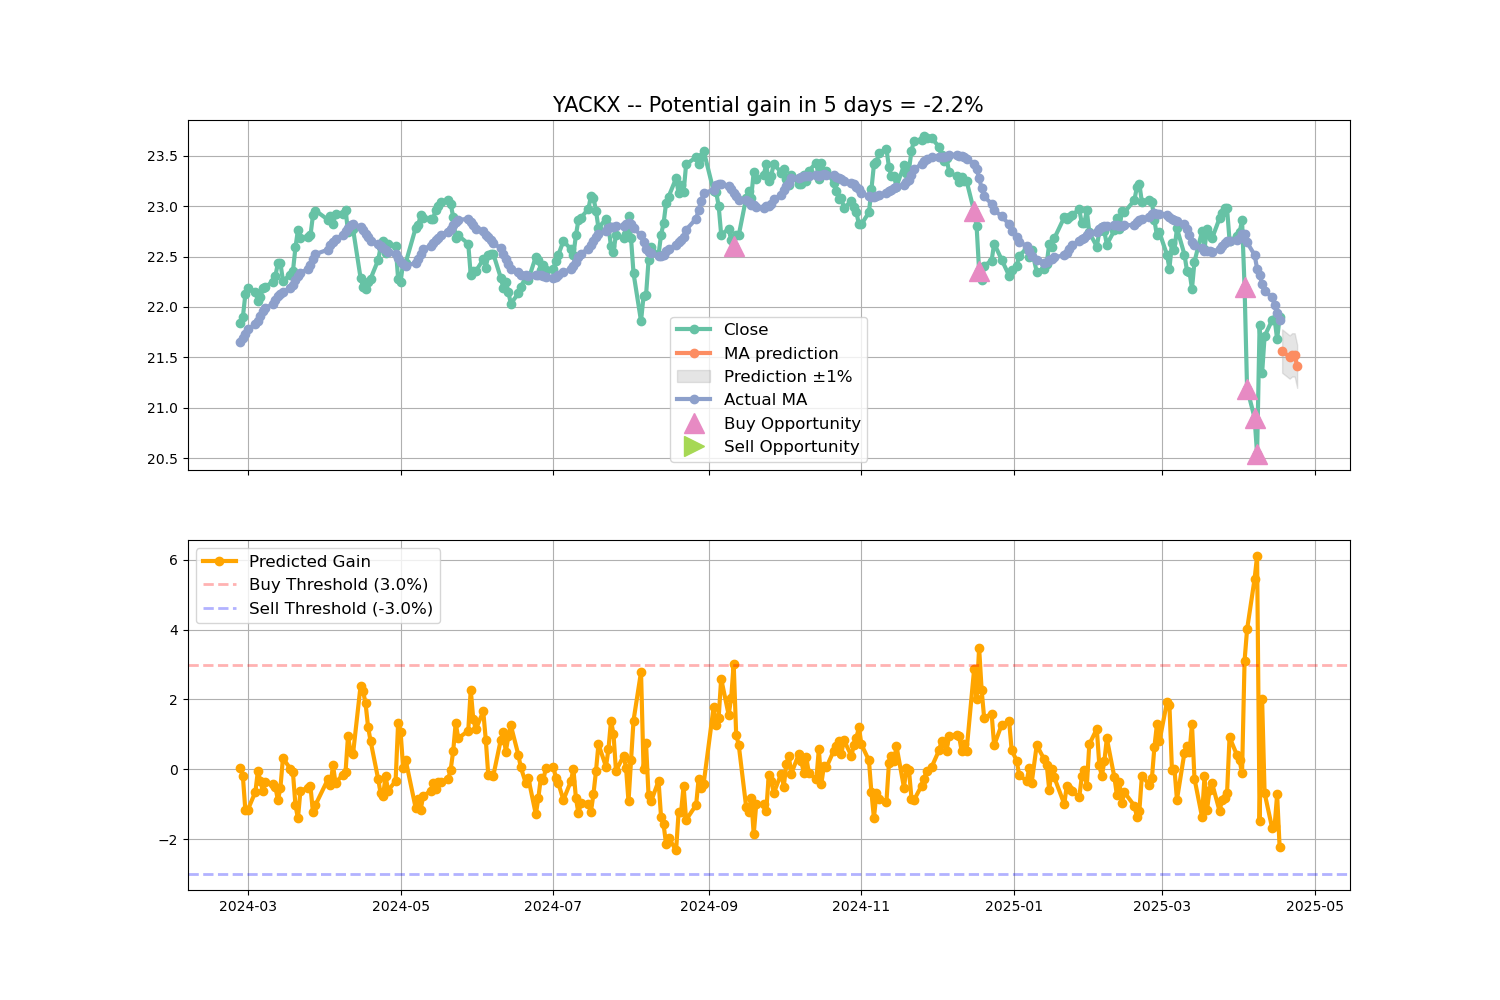 YACKX -- Potential gain in 5 days = -2.2%
23.5
23.0
22.5
22.0
21.5
21.0
20.5
Close
MA prediction
Prediction ±1%
Actual MA
Buy Opportunity
Sell Opportunity
6
4
2
0
−2
Predicted Gain
Buy Threshold (3.0%)
Sell Threshold (-3.0%)
2024-03
2024-05
2024-07
2024-09
2024-11
2025-01
2025-03
2025-05